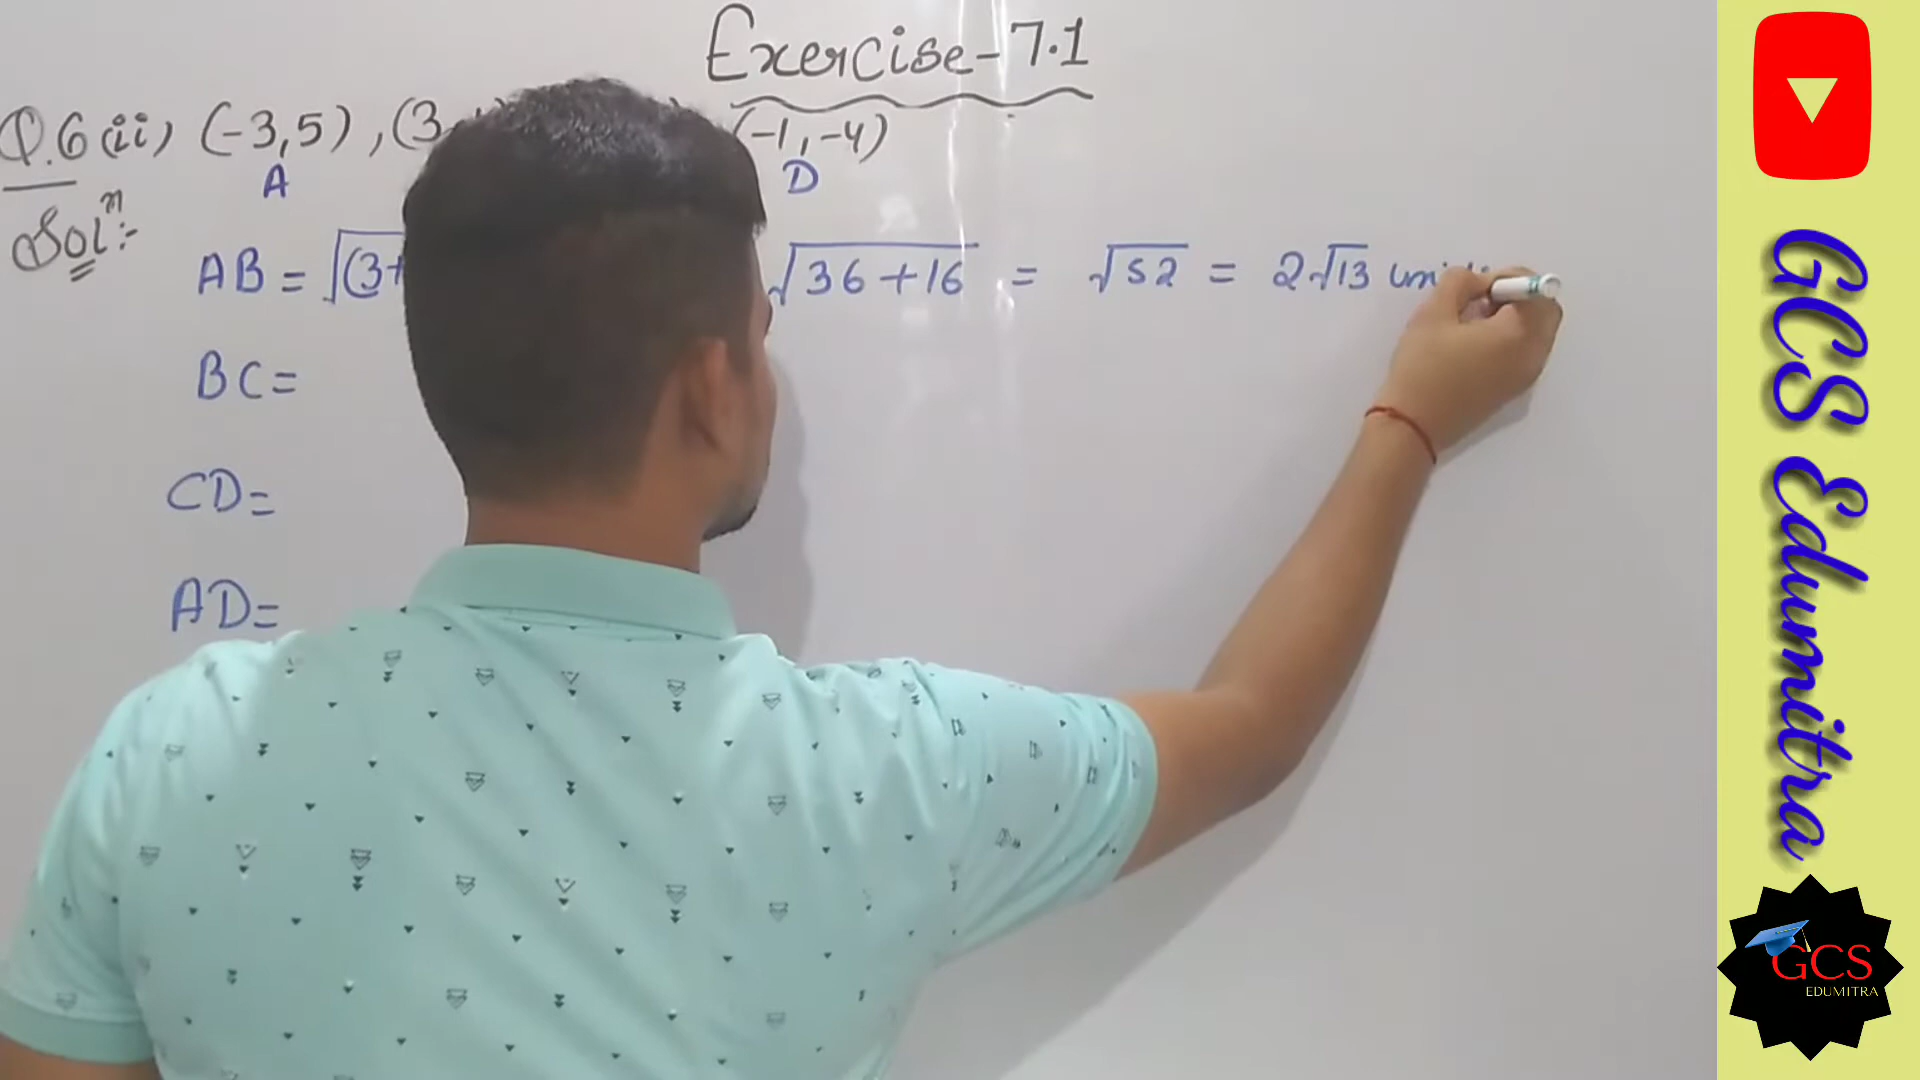 Exercise-7.1
Q.6 (ii) (-3,5), (3, (-1,-4)
A D
Solⁿ:-
AB = √(3+ √36+16 = √52 = 2√13
BC=
CD=
AD=
GCS Edumitra
GCS
EDUMITRA